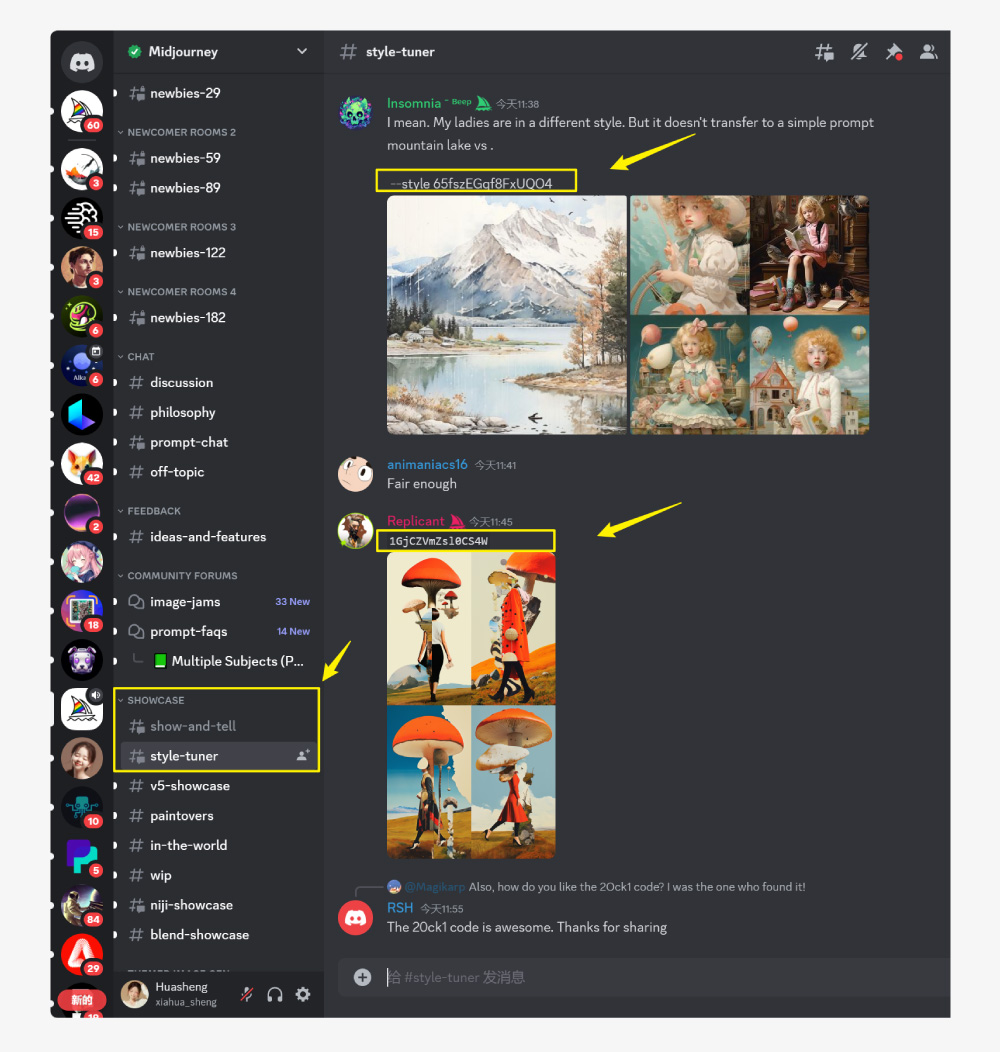 Midjourney
style-tuner
60
3
15
3
6
Alka
6
42
2
18
10
5
84
29
新的
newbies-29
NEWCOMER ROOMS 2
newbies-59
newbies-89
NEWCOMER ROOMS 3
newbies-122
NEWCOMER ROOMS 4
newbies-182
CHAT
discussion
philosophy
prompt-chat
off-topic
FEEDBACK
ideas-and-features
COMMUNITY FORUMS
image-jams 33 New
prompt-faqs 14 New
Multiple Subjects (P...
SHOWCASE
show-and-tell
style-tuner
v5-showcase
paintovers
in-the-world
wip
niji-showcase
blend-showcase
Huasheng
xiahua_sheng
Insomnia ~ Beep 今天11:38
I mean. My ladies are in a different style. But it doesn't transfer to a simple prompt
mountain lake vs .
--style 65fszEGqf8FxUQO4
animaniacs16 今天11:41
Fair enough
Replicant 今天11:45
1GjCZVmZsl0CS4W
@Magikarp Also, how do you like the 2Ock1 code? I was the one who found it!
RSH 今天11:55
The 20ck1 code is awesome. Thanks for sharing
给 #style-tuner 发消息